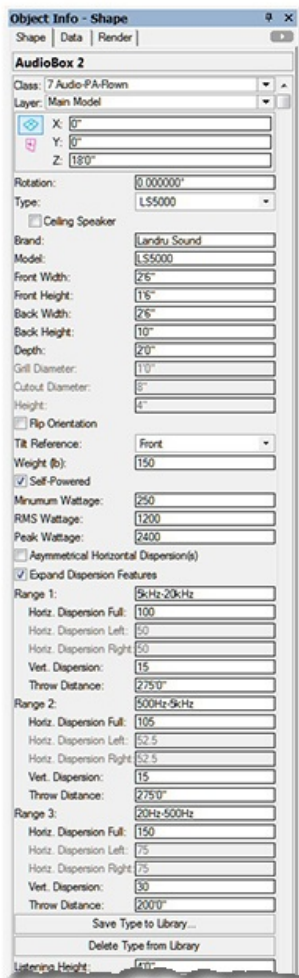 Object Info - Shape
Shape Data Render
AudioBox 2
Class: 7 Audio-PA-Flown
Layer: Main Model
X: 0"
Y: 0"
Z: 18'0"
Rotation: 0.000000°
Type: LS5000
Ceiling Speaker
Brand: Landru Sound
Model: LS5000
Front Width: 2'6"
Front Height: 1'6"
Back Width: 2'6"
Back Height: 10"
Depth: 2'0"
Grill Diameter: 1'0"
Cutout Diameter: 8"
Height: 4"
Flip Orientation
Tilt Reference: Front
Weight (lb): 150
Self-Powered
Minumum Wattage: 250
RMS Wattage: 1200
Peak Wattage: 2400
Asymmetrical Horizontal Dispersion(s)
Expand Dispersion Features
Range 1: 5kHz-20kHz
Horiz. Dispersion Full: 100
Horiz. Dispersion Left: 50
Horiz. Dispersion Right: 50
Vert. Dispersion: 15
Throw Distance: 275'0"
Range 2: 500Hz-5kHz
Horiz. Dispersion Full: 105
Horiz. Dispersion Left: 52.5
Horiz. Dispersion Right: 52.5
Vert. Dispersion: 15
Throw Distance: 275'0"
Range 3: 20Hz-500Hz
Horiz. Dispersion Full: 150
Horiz. Dispersion Left: 75
Horiz. Dispersion Right: 75
Vert. Dispersion: 30
Throw Distance: 200'0"
Save Type to Library...
Delete Type from Library
Listening Height: 4'0"